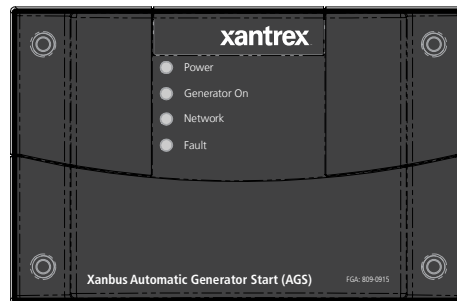 xantrex
Power
Generator On
Network
Fault
Xanbus Automatic Generator Start (AGS)
FGA: 809-0915